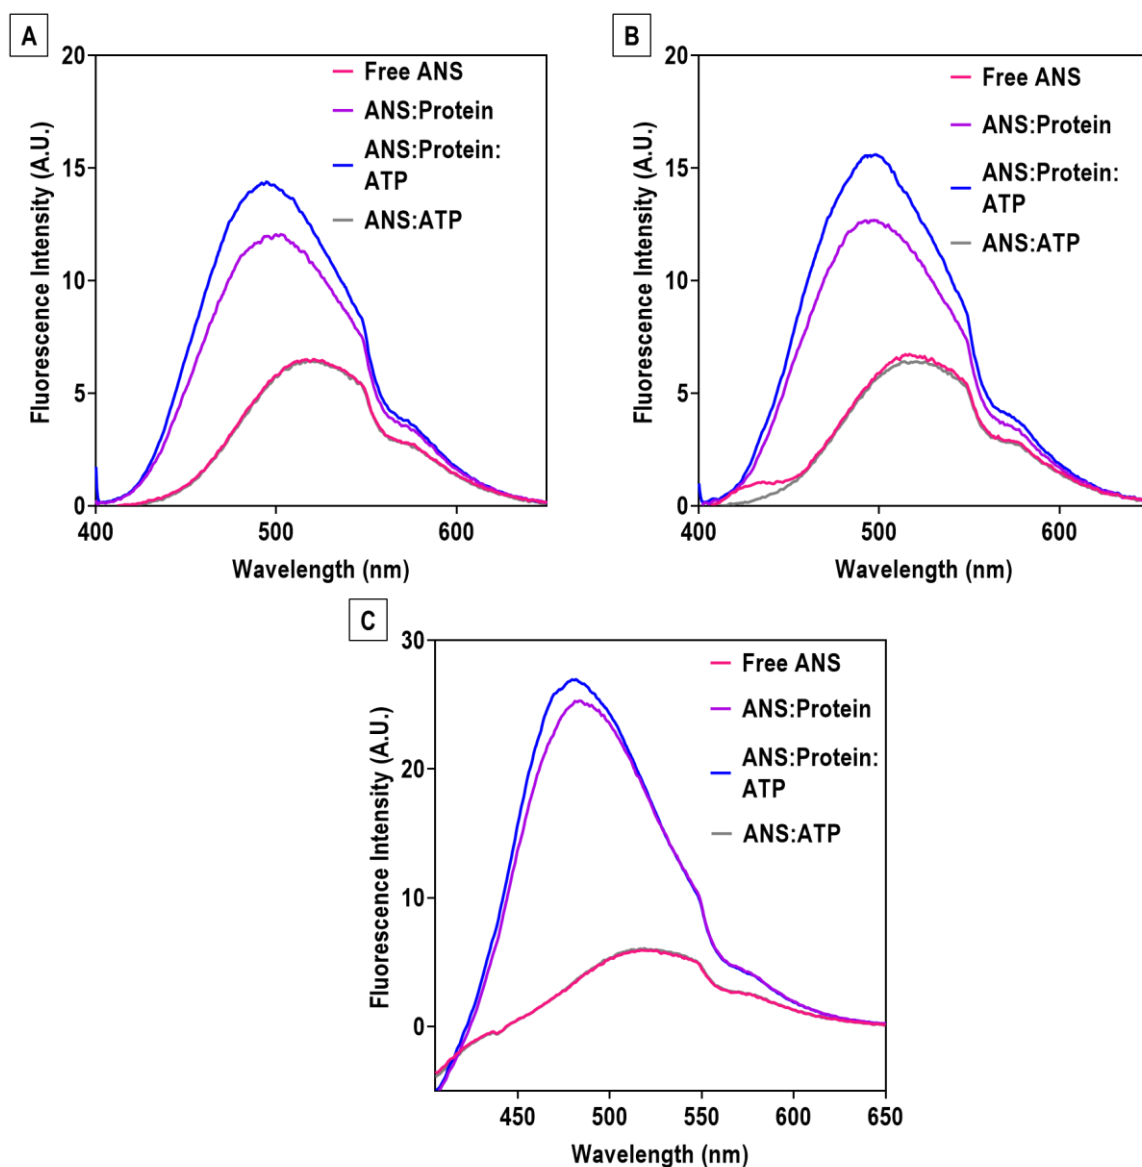 A
20
15
10
5
0
400
500
600
Fluorescence Intensity (A.U.)
Wavelength (nm)
Free ANS
ANS:Protein
ANS:Protein:
ATP
ANS:ATP
B
20
15
10
5
0
400
500
600
Fluorescence Intensity (A.U.)
Wavelength (nm)
Free ANS
ANS:Protein
ANS:Protein:
ATP
ANS:ATP
C
30
20
10
0
450
500
550
600
650
Fluorescence Intensity (A.U.)
Wavelength (nm)
Free ANS
ANS:Protein
ANS:Protein:
ATP
ANS:ATP